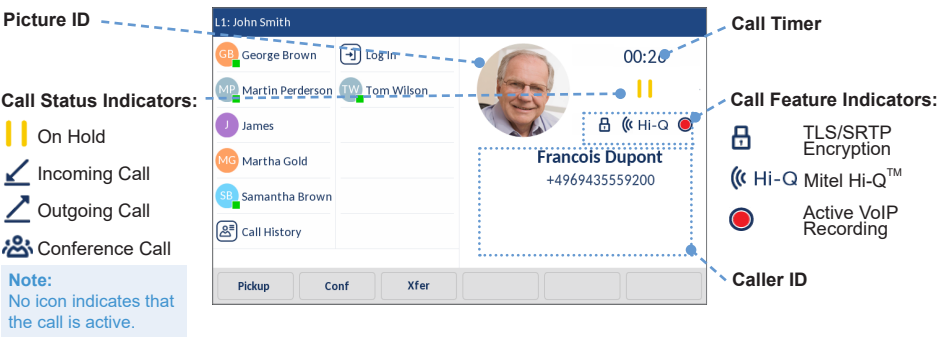 Picture ID
Call Status Indicators:
On Hold
Incoming Call
Outgoing Call
Conference Call
Note:
No icon indicates that
the call is active.
L1: John Smith
GB George Brown
Log In
MP Martin Perderson
TW Tom Wilson
J James
MG Martha Gold
SB Samantha Brown
Call History
00:26
Hi-Q
Francois Dupont
+4969435559200
Pickup
Conf
Xfer
Call Timer
Call Feature Indicators:
TLS/SRTP
Encryption
Hi-Q Mitel Hi-Q™
Active VoIP
Recording
Caller ID